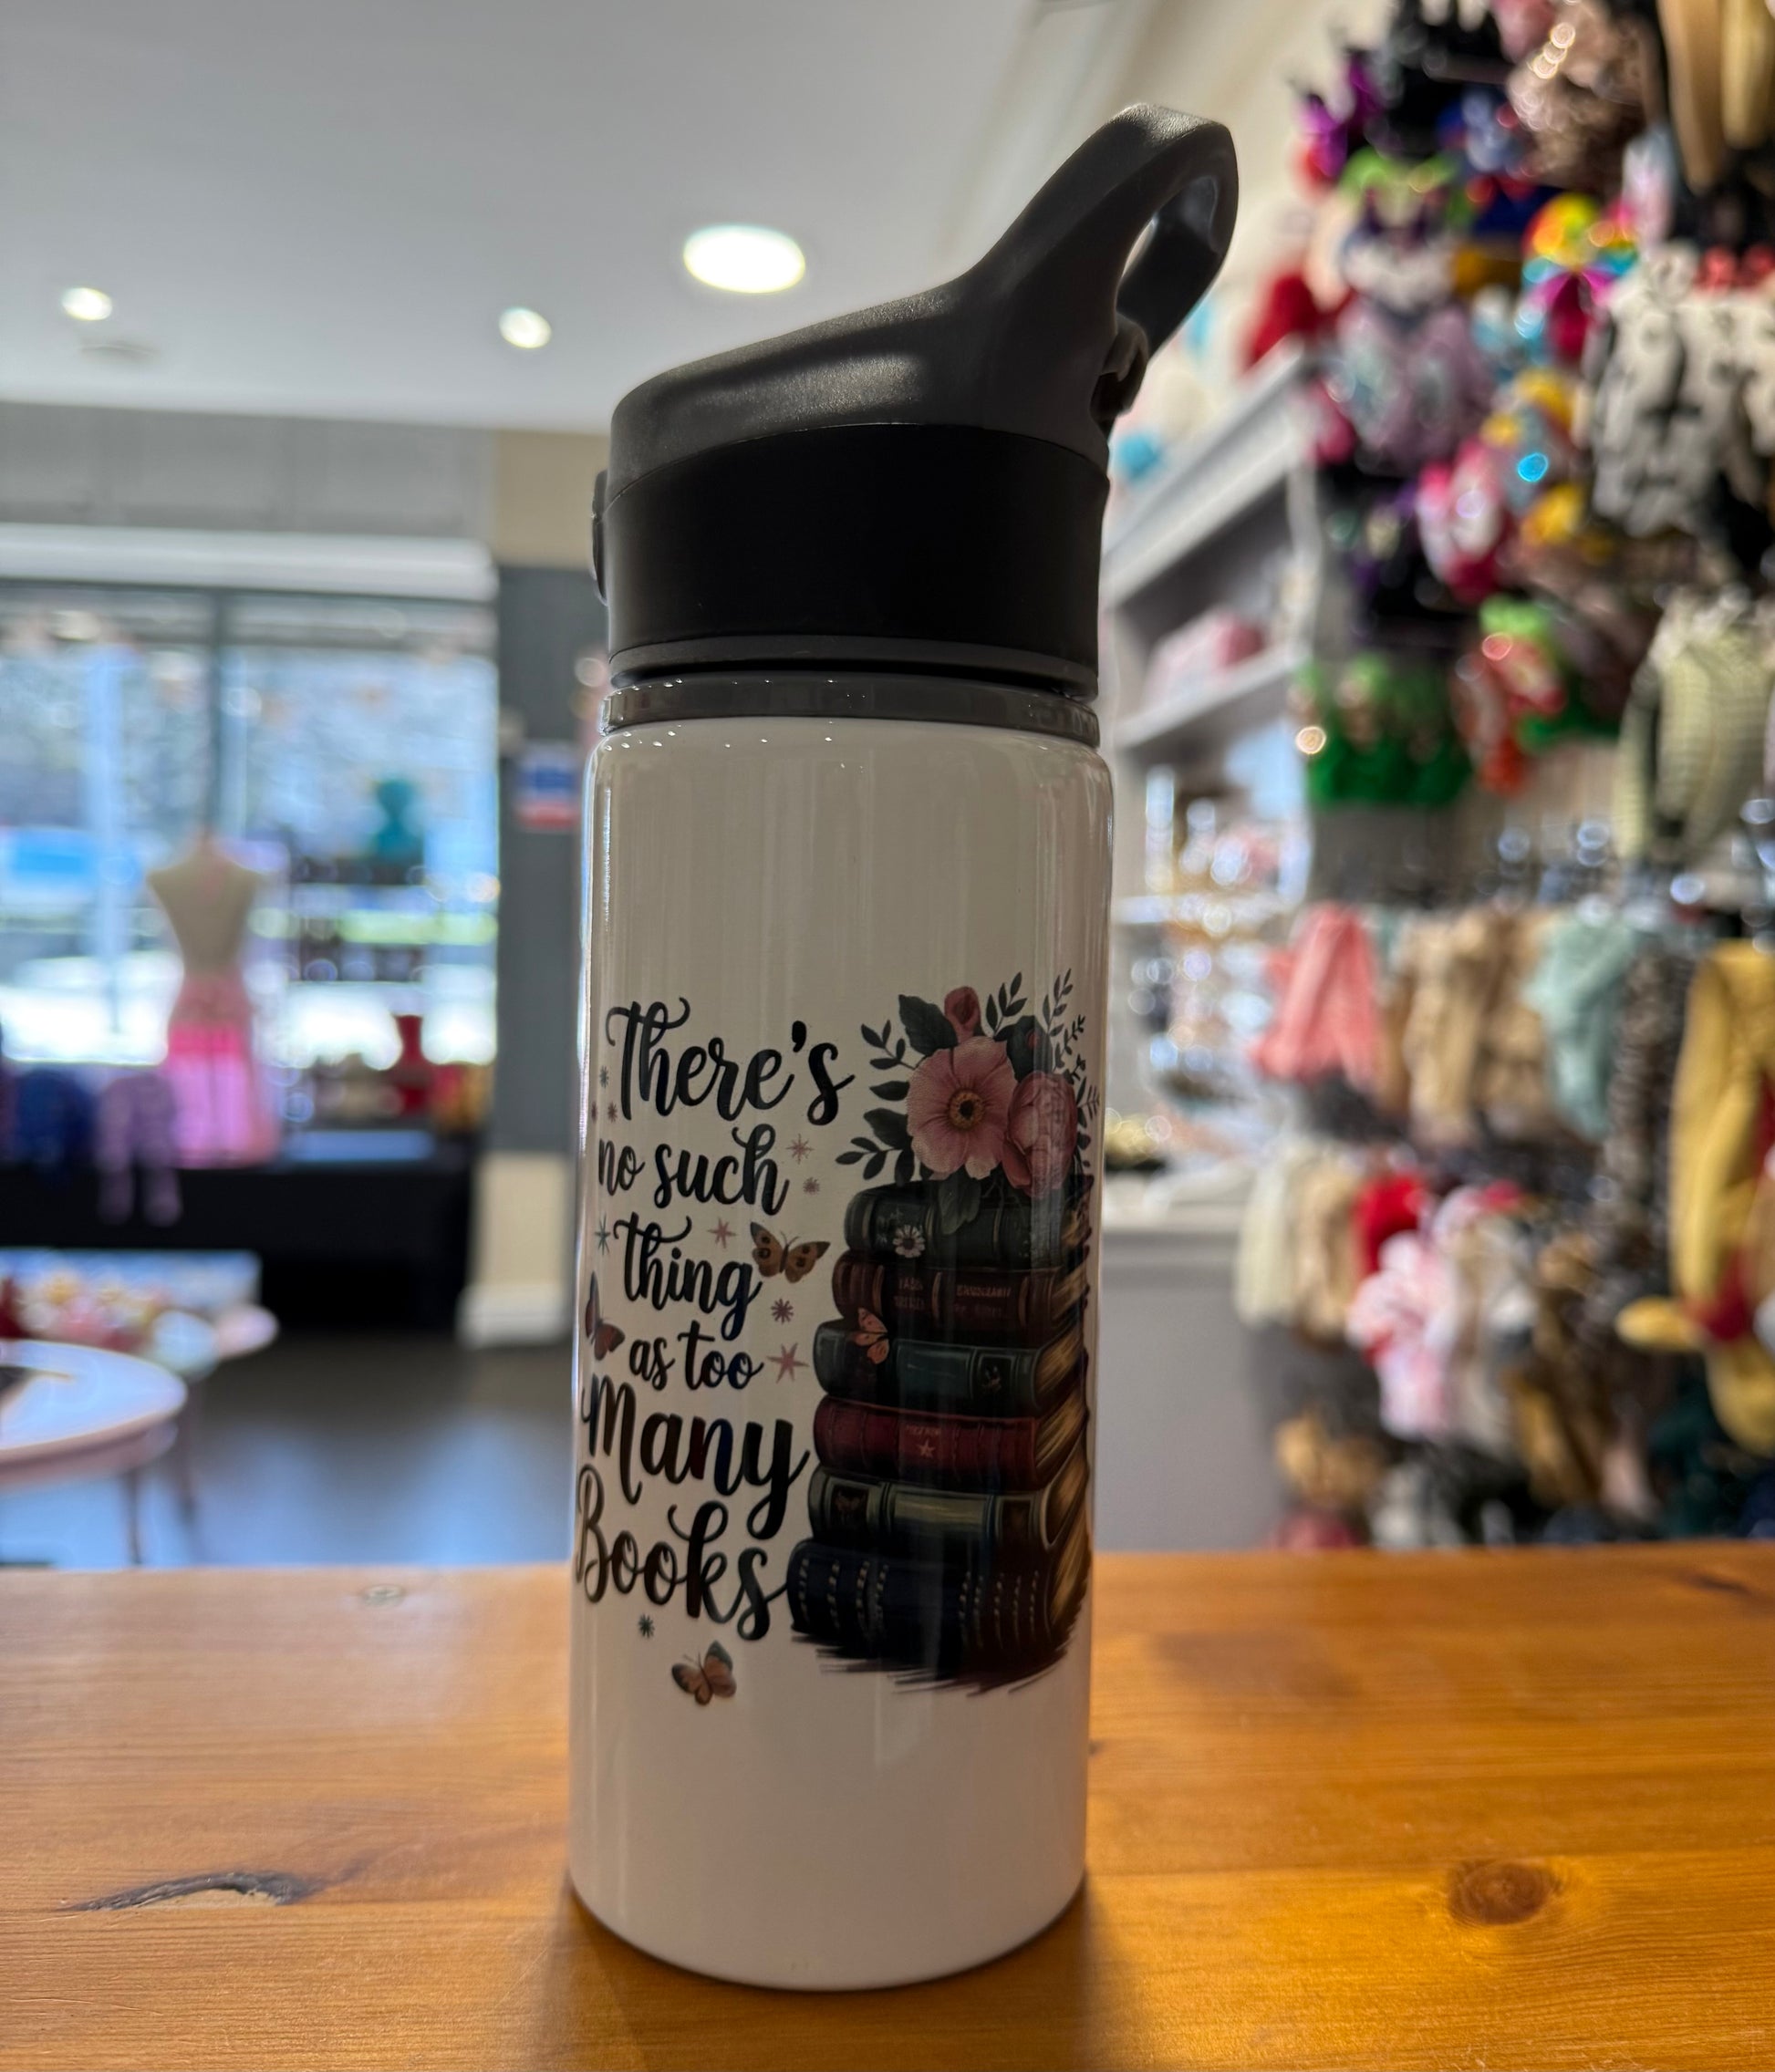 There's
no such
thing
as too
Many
Books